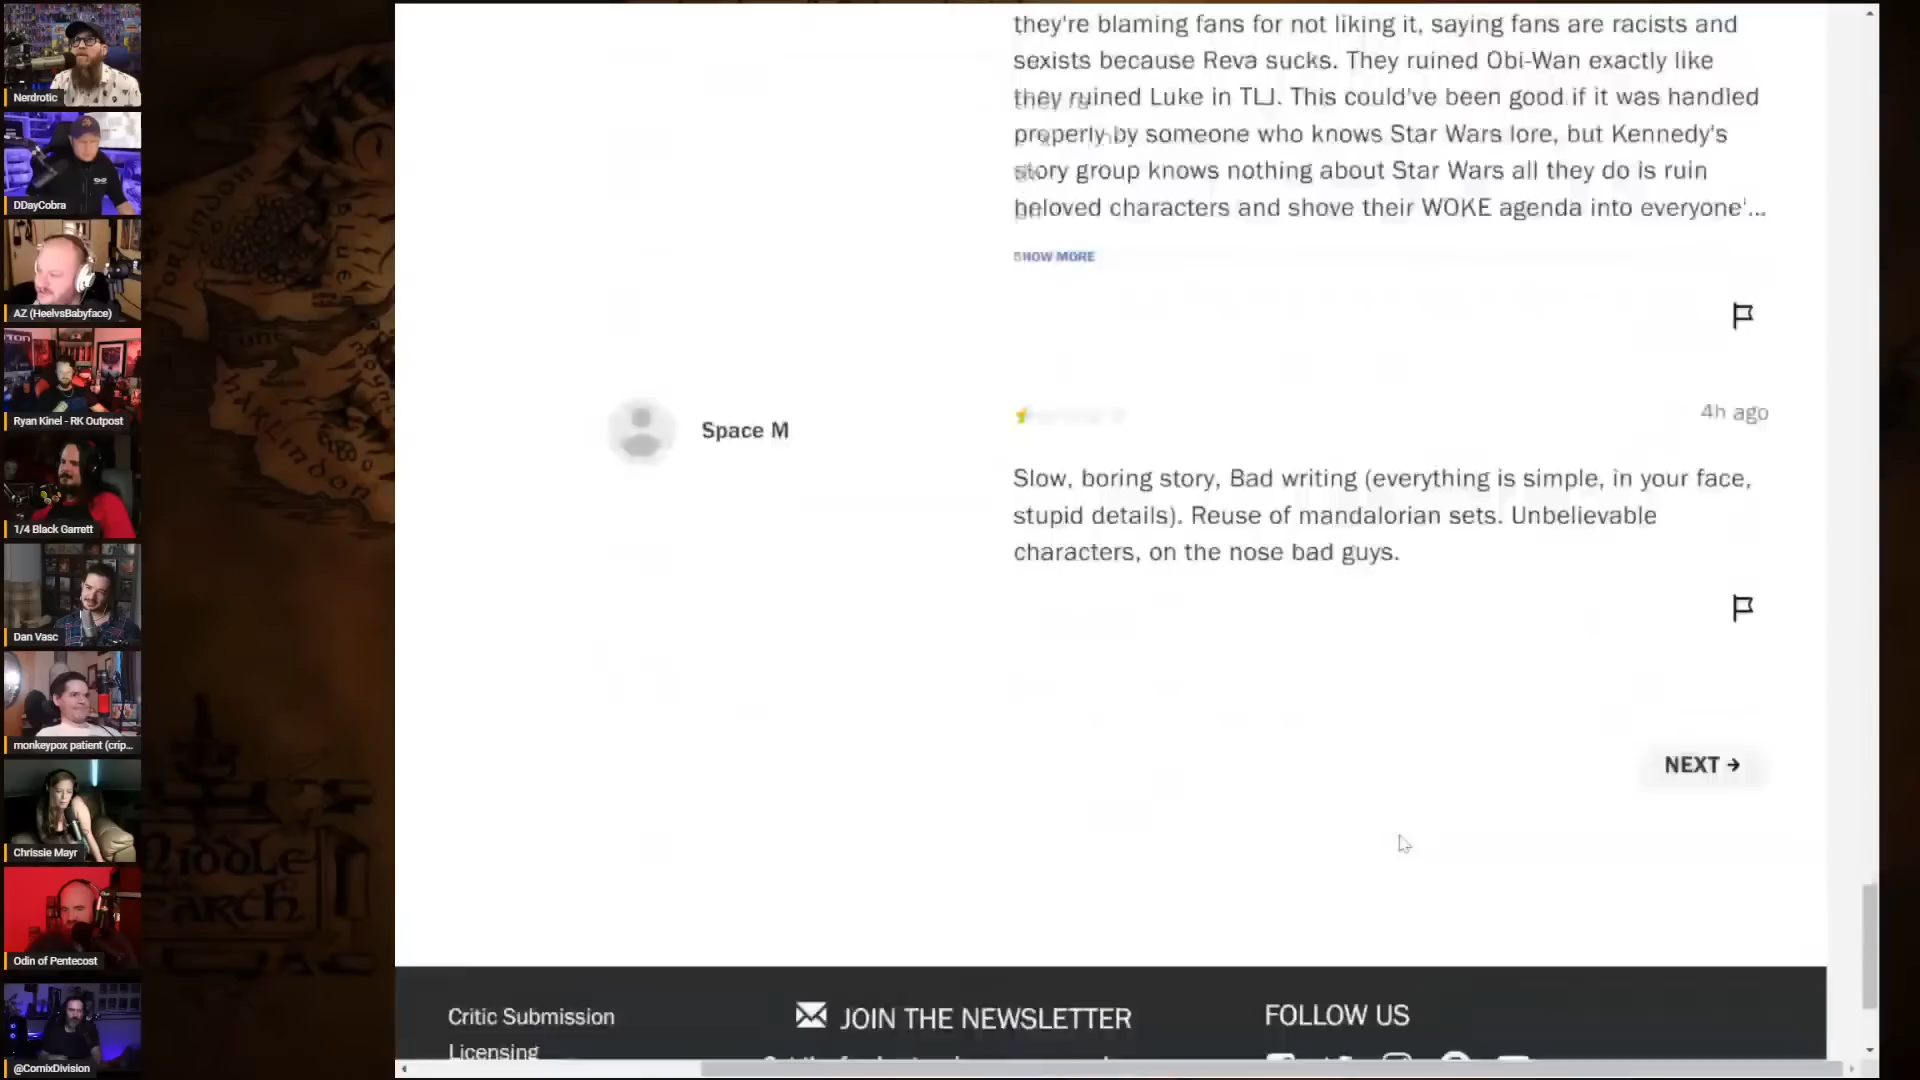 Nerdrotic
DDayCobra
AZ (HeelvsBabyface)
Ryan Kinel - RK Outpost
1/4 Black Garrett
Dan Vasc
monkeypox patient (crip...
Chrissie Mayr
Odin of Pentecost
@ComixDivision
they're blaming fans for not liking it, saying fans are racists and
sexists because Reva sucks. They ruined Obi-Wan exactly like
they ruined Luke in TLJ. This could've been good if it was handled
properly by someone who knows Star Wars lore, but Kennedy's
story group knows nothing about Star Wars all they do is ruin
beloved characters and shove their WOKE agenda into everyone'...
SHOW MORE
Space M
4h ago
Slow, boring story, Bad writing (everything is simple, in your face,
stupid details). Reuse of mandalorian sets. Unbelievable
characters, on the nose bad guys.
NEXT →
Critic Submission
Licensing
JOIN THE NEWSLETTER
FOLLOW US
FORLINDON
HARLINDON
MIDDLE
EARTH